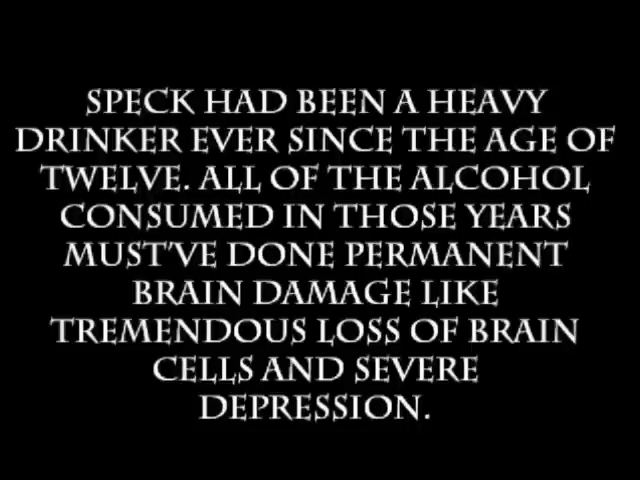 SPECK HAD BEEN A HEAVY
DRINKER EVER SINCE THE AGE OF
TWELVE. ALL OF THE ALCOHOL
CONSUMED IN THOSE YEARS
MUST'VE DONE PERMANENT
BRAIN DAMAGE LIKE
TREMENDOUS LOSS OF BRAIN
CELLS AND SEVERE
DEPRESSION.